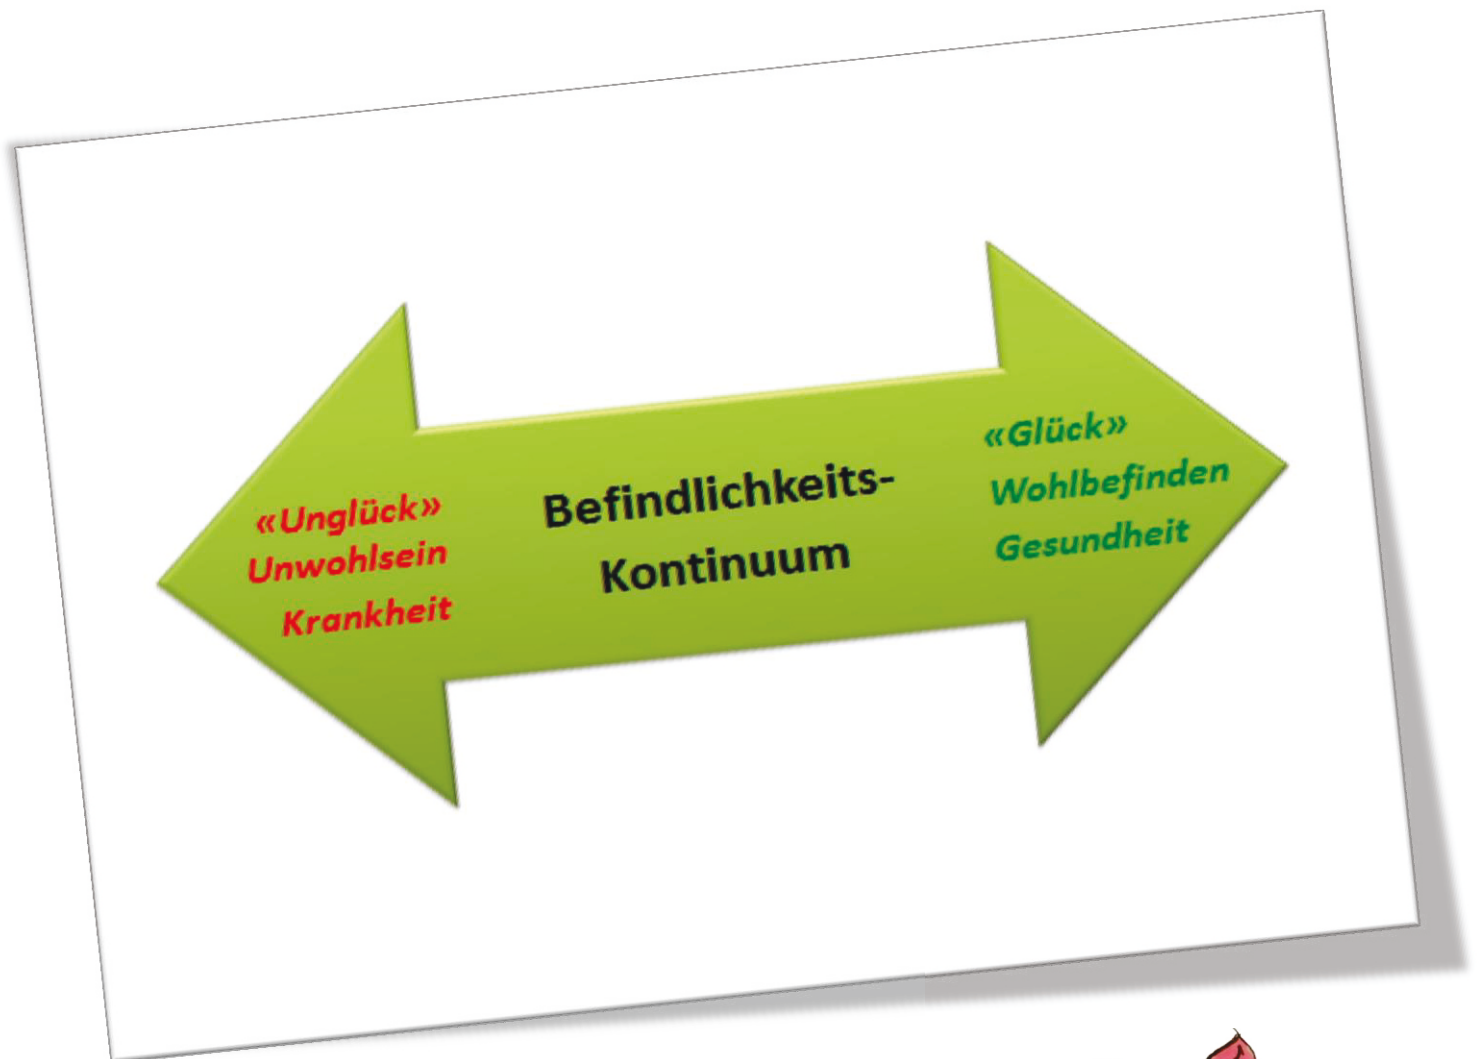 «Unglück»
Unwohlsein
Krankheit
Befindlichkeits-
Kontinuum
«Glück»
Wohlbefinden
Gesundheit